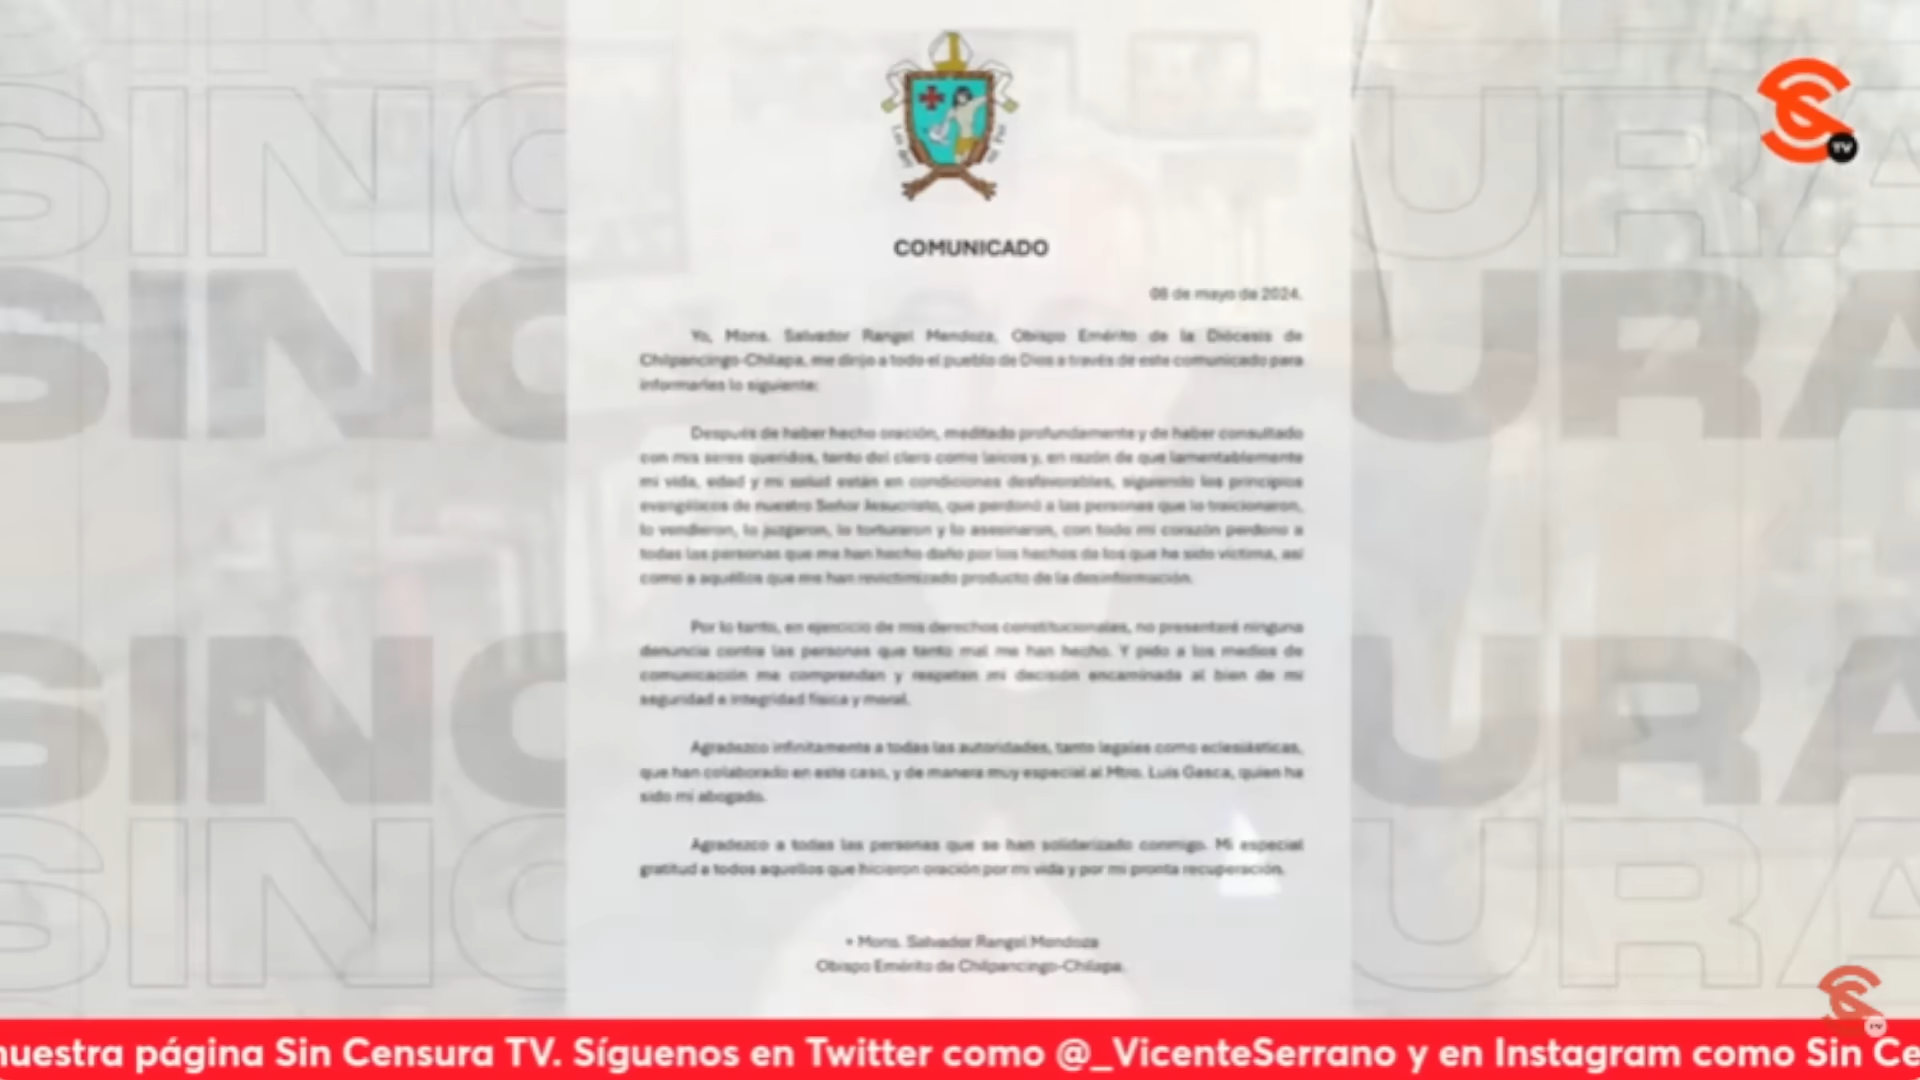 COMUNICADO
08 de mayo de 2024.
Yo, Mons. Salvador Rangel Mendoza, Obispo Emérito de la Diócesis de
Chilpancingo-Chilapa, me dirijo a todo el pueblo de Dios a través de este comunicado para
informarles lo siguiente:
Después de haber hecho oración, meditado profundamente y de haber consultado
con mis seres queridos, tanto del clero como laicos y, en razón de que lamentablemente
mi vida, edad y mi salud están en condiciones desfavorables, siguiendo los principios
evangélicos de nuestro Señor Jesucristo, que perdonó a las personas que lo traicionaron,
lo vendieron, lo juzgaron, lo torturaron y lo asesinaron, con todo mi corazón perdono a
todas las personas que me han hecho daño por los hechos de los que he sido víctima, así
como a aquéllos que me han revictimizado producto de la desinformación.
Por lo tanto, en ejercicio de mis derechos constitucionales, no presentaré ninguna
denuncia contra las personas que tanto mal me han hecho. Y pido a los medios de
comunicación me comprendan y respeten mi decisión encaminada al bien de mi
seguridad e integridad física y moral.
Agradezco infinitamente a todas las autoridades, tanto legales como eclesiásticas,
que han colaborado en este caso, y de manera muy especial al Mtro. Luis Gasca, quien ha
sido mi abogado.
Agradezco a todas las personas que se han solidarizado conmigo. Mi especial
gratitud a todos aquellos que hicieron oración por mi vida y por mi pronta recuperación.
+ Mons. Salvador Rangel Mendoza
Obispo Emérito de Chilpancingo-Chilapa.
SINC URA
SINC URA
SINC URA
SINC URA
TV
TV
nuestra página Sin Censura TV. Síguenos en Twitter como @_VicenteSerrano y en Instagram como Sin Ce